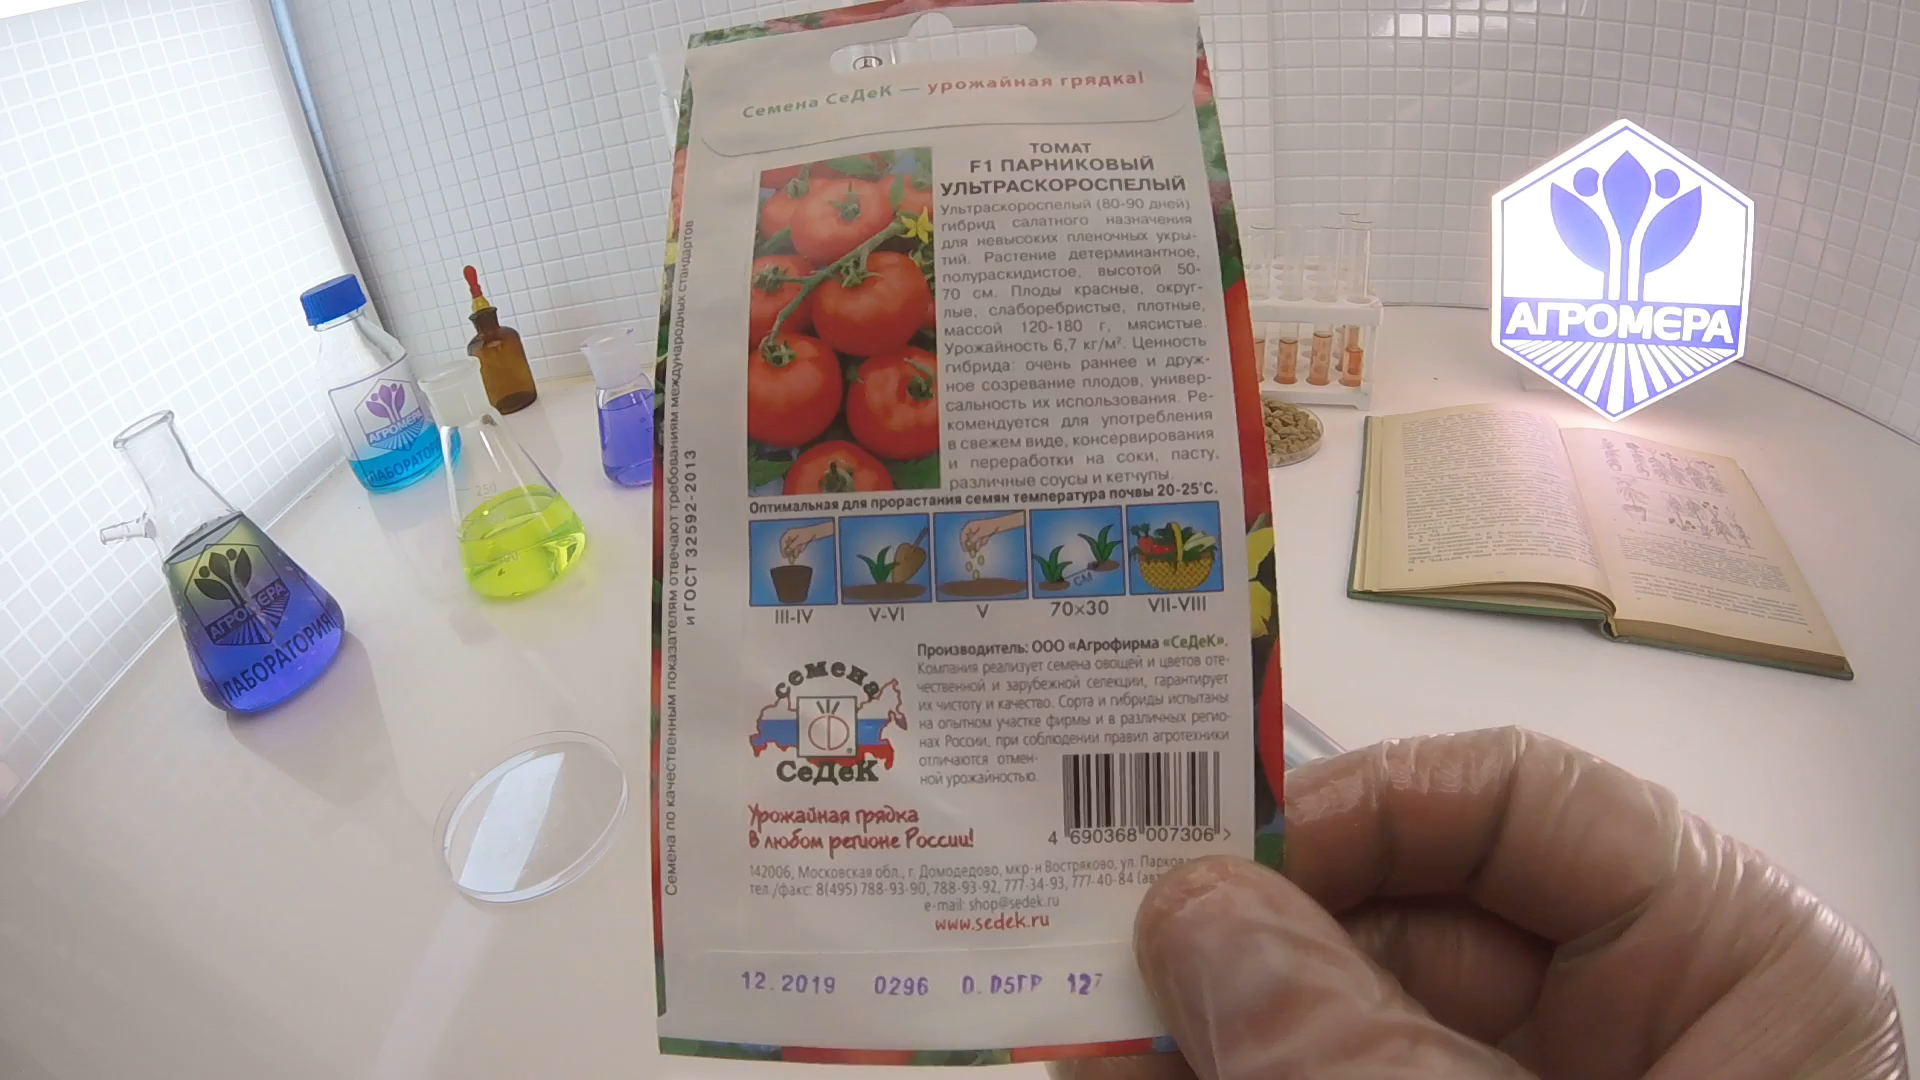 Семена СеДеК — урожайная грядка!
ТОМАТ
F1 ПАРНИКОВЫЙ
УЛЬТРАСКОРОСПЕЛЫЙ
Ультраскороспелый (80-90 дней)
гибрид салатного назначения
для невысоких пленочных укры-
тий. Растение детерминантное,
полураскидистое, высотой 50-
70 см. Плоды красные, округ-
лые, слаборебристые, плотные,
массой 120-180 г, мясистые.
Урожайность 6,7 кг/м². Ценность
гибрида: очень раннее и друж-
ное созревание плодов, универ-
сальность их использования. Ре-
комендуется для употребления
в свежем виде, консервирования
и переработки на соки, пасту,
различные соусы и кетчупы.
Оптимальная для прорастания семян температура почвы 20-25°С.
СМ
III-IV V-VI V 70×30 VII-VIII
Производитель: ООО «Агрофирма «СеДеК».
Компания реализует семена овощей и цветов оте-
чественной и зарубежной селекции, гарантирует
их чистоту и качество. Сорта и гибриды испытаны
на опытном участке фирмы и в различных регио-
нах России, при соблюдении правил агротехники
отличаются отмен-
ной урожайностью.
семена
СеДеК
Урожайная грядка
в любом регионе России!
4 690368 007306 >
142006, Московская обл., г. Домодедово, мкр-н Востряково, ул.
тел./факс: 8(495) 788-93-90, 788-93-92, 777-34-93, 777-40-84
e-mail: shop@sedek.ru
www.sedek.ru
12.2019 0296
Семена по качественным показателям отвечают требованиям международных стандартов
и ГОСТ 32592-2013
АГРОМЕРА
АГРОМЕРА
ЛАБОРАТОРИЯ
АГРОМЕРА
250